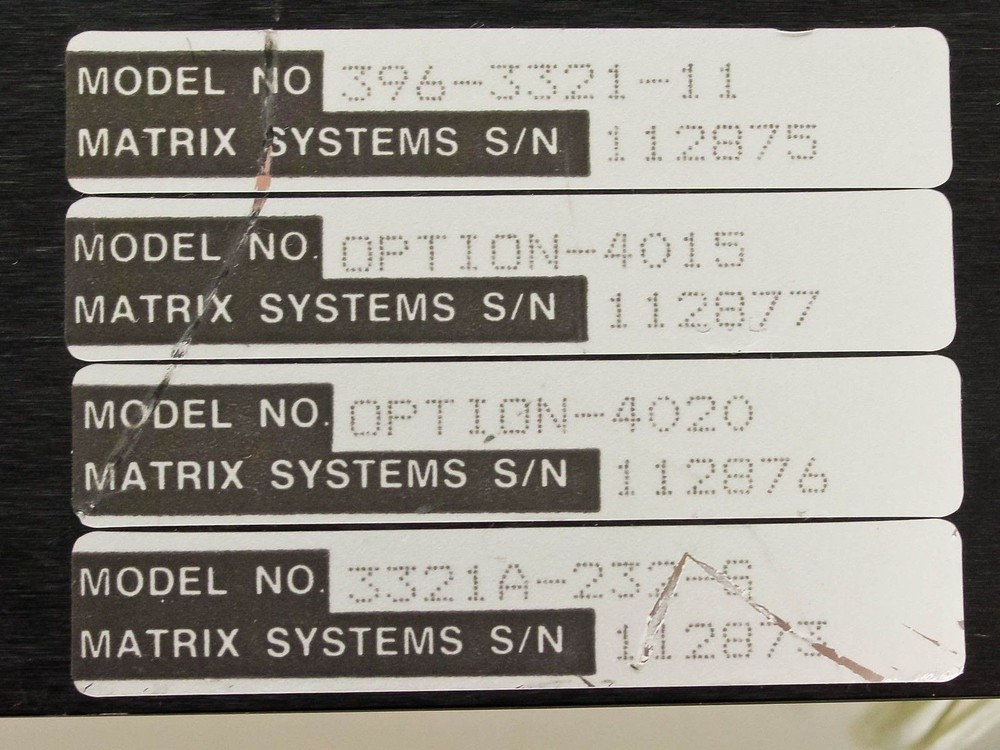 MODEL NO 396-3321-11
MATRIX SYSTEMS S/N 112875
MODEL NO. OPTION-4015
MATRIX SYSTEMS S/N 112877
MODEL NO. OPTION-4020
MATRIX SYSTEMS S/N 112876
MODEL NO.
MATRIX SYSTEMS S/N 112873